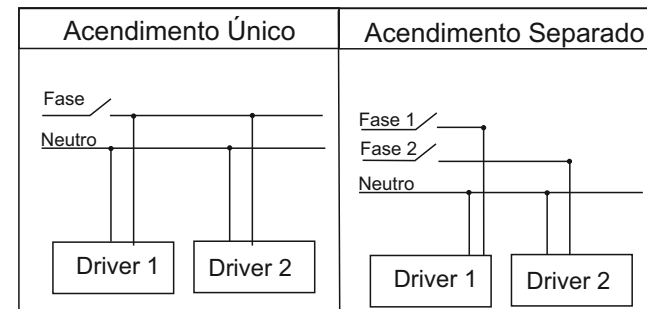 Acendimento Único
Fase
Neutro
Driver 1
Driver 2
Acendimento Separado
Fase 1
Fase 2
Neutro
Driver 1
Driver 2